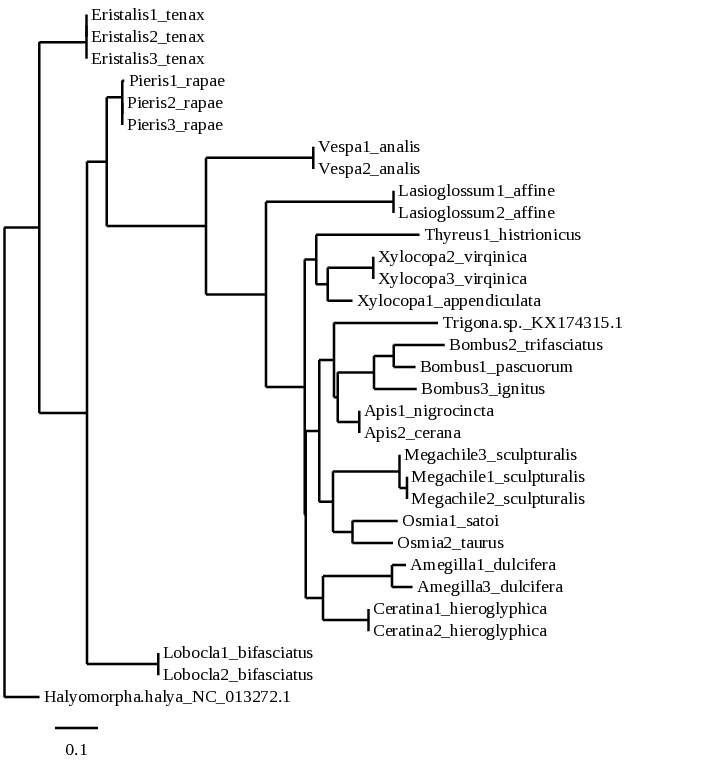 Eristalis1_tenax
Eristalis2_tenax
Eristalis3_tenax
Pieris1_rapae
Pieris2_rapae
Pieris3_rapae
Vespa1_analis
Vespa2_analis
Lasioglossum1_affine
Lasioglossum2_affine
Thyreus1_histrionicus
Xylocopa2_virqinica
Xylocopa3_virqinica
Xylocopa1_appendiculata
Trigona.sp._KX174315.1
Bombus2_trifasciatus
Bombus1_pascuorum
Bombus3_ignitus
Apis1_nigrocincta
Apis2_cerana
Megachile3_sculpturalis
Megachile1_sculpturalis
Megachile2_sculpturalis
Osmia1_satoi
Osmia2_taurus
Amegilla1_dulcifera
Amegilla3_dulcifera
Ceratina1_hieroglyphica
Ceratina2_hieroglyphica
Lobocla1_bifasciatus
Lobocla2_bifasciatus
Halyomorpha.halya_NC_013272.1
0.1